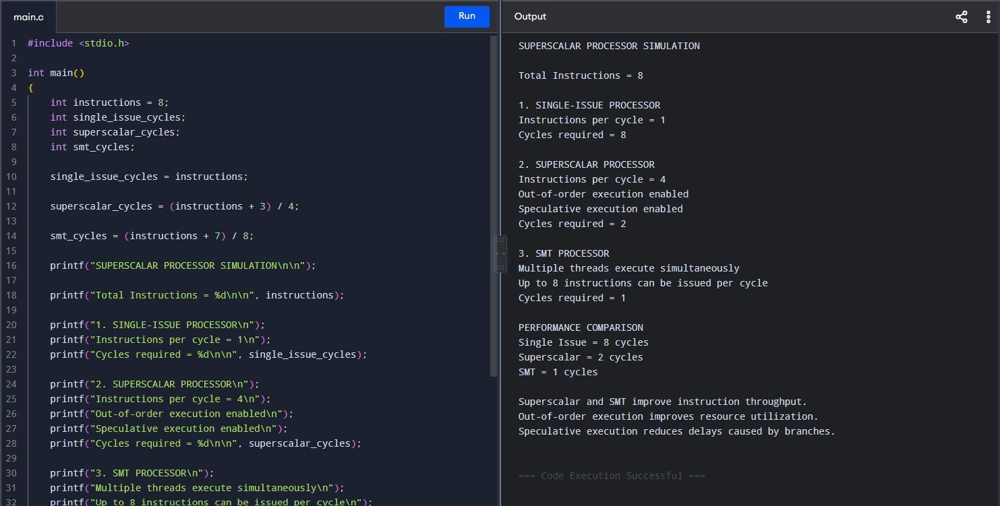 main.c
Run
1 #include <stdio.h>
2
3 int main()
4 {
5     int instructions = 8;
6     int single_issue_cycles;
7     int superscalar_cycles;
8     int smt_cycles;
9
10     single_issue_cycles = instructions;
11
12     superscalar_cycles = (instructions + 3) / 4;
13
14     smt_cycles = (instructions + 7) / 8;
15
16     printf("SUPERSCALAR PROCESSOR SIMULATION\n\n");
17
18     printf("Total Instructions = %d\n\n", instructions);
19
20     printf("1. SINGLE-ISSUE PROCESSOR\n");
21     printf("Instructions per cycle = 1\n");
22     printf("Cycles required = %d\n\n", single_issue_cycles);
23
24     printf("2. SUPERSCALAR PROCESSOR\n");
25     printf("Instructions per cycle = 4\n");
26     printf("Out-of-order execution enabled\n");
27     printf("Speculative execution enabled\n");
28     printf("Cycles required = %d\n\n", superscalar_cycles);
29
30     printf("3. SMT PROCESSOR\n");
31     printf("Multiple threads execute simultaneously\n");
32     printf("Up to 8 instructions can be issued per cycle\n");
Output
SUPERSCALAR PROCESSOR SIMULATION
Total Instructions = 8
1. SINGLE-ISSUE PROCESSOR
Instructions per cycle = 1
Cycles required = 8
2. SUPERSCALAR PROCESSOR
Instructions per cycle = 4
Out-of-order execution enabled
Speculative execution enabled
Cycles required = 2
3. SMT PROCESSOR
Multiple threads execute simultaneously
Up to 8 instructions can be issued per cycle
Cycles required = 1
PERFORMANCE COMPARISON
Single Issue = 8 cycles
Superscalar = 2 cycles
SMT = 1 cycles
Superscalar and SMT improve instruction throughput.
Out-of-order execution improves resource utilization.
Speculative execution reduces delays caused by branches.
=== Code Execution Successful ===